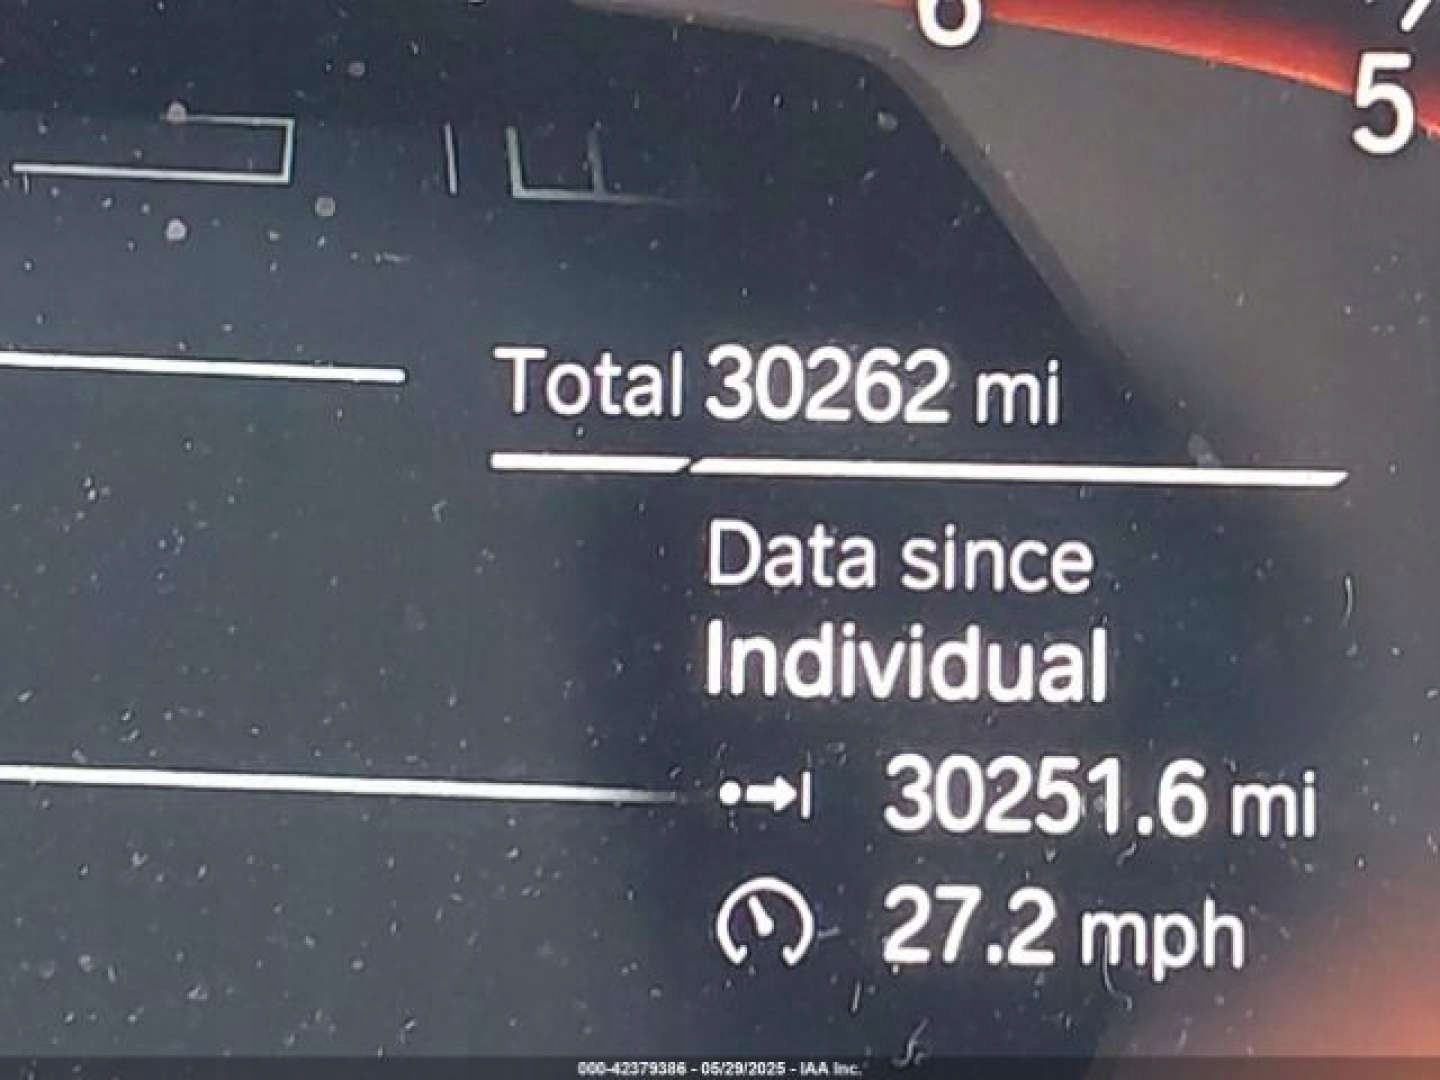 6
5
Total 30262 mi
Data since
Individual
30251.6 mi
27.2 mph
000-42379386 - 05/29/2025 - IAA Inc.